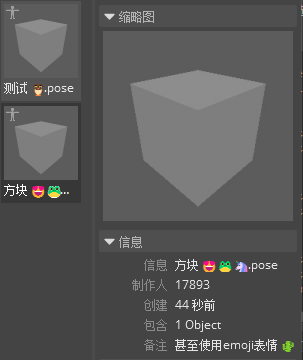 缩略图
测试 🦉.pose
方块 😍 🐸...
信息
信息 方块 😍 🐸 🦄.pose
制作人 17893
创建 44 秒前
包含 1 Object
备注 甚至使用emoji表情 🌵